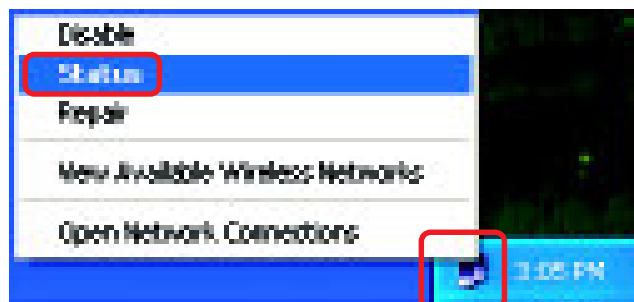 Disable
Status
Repair
View Available Wireless Networks
Open Network Connections
3:05 PM